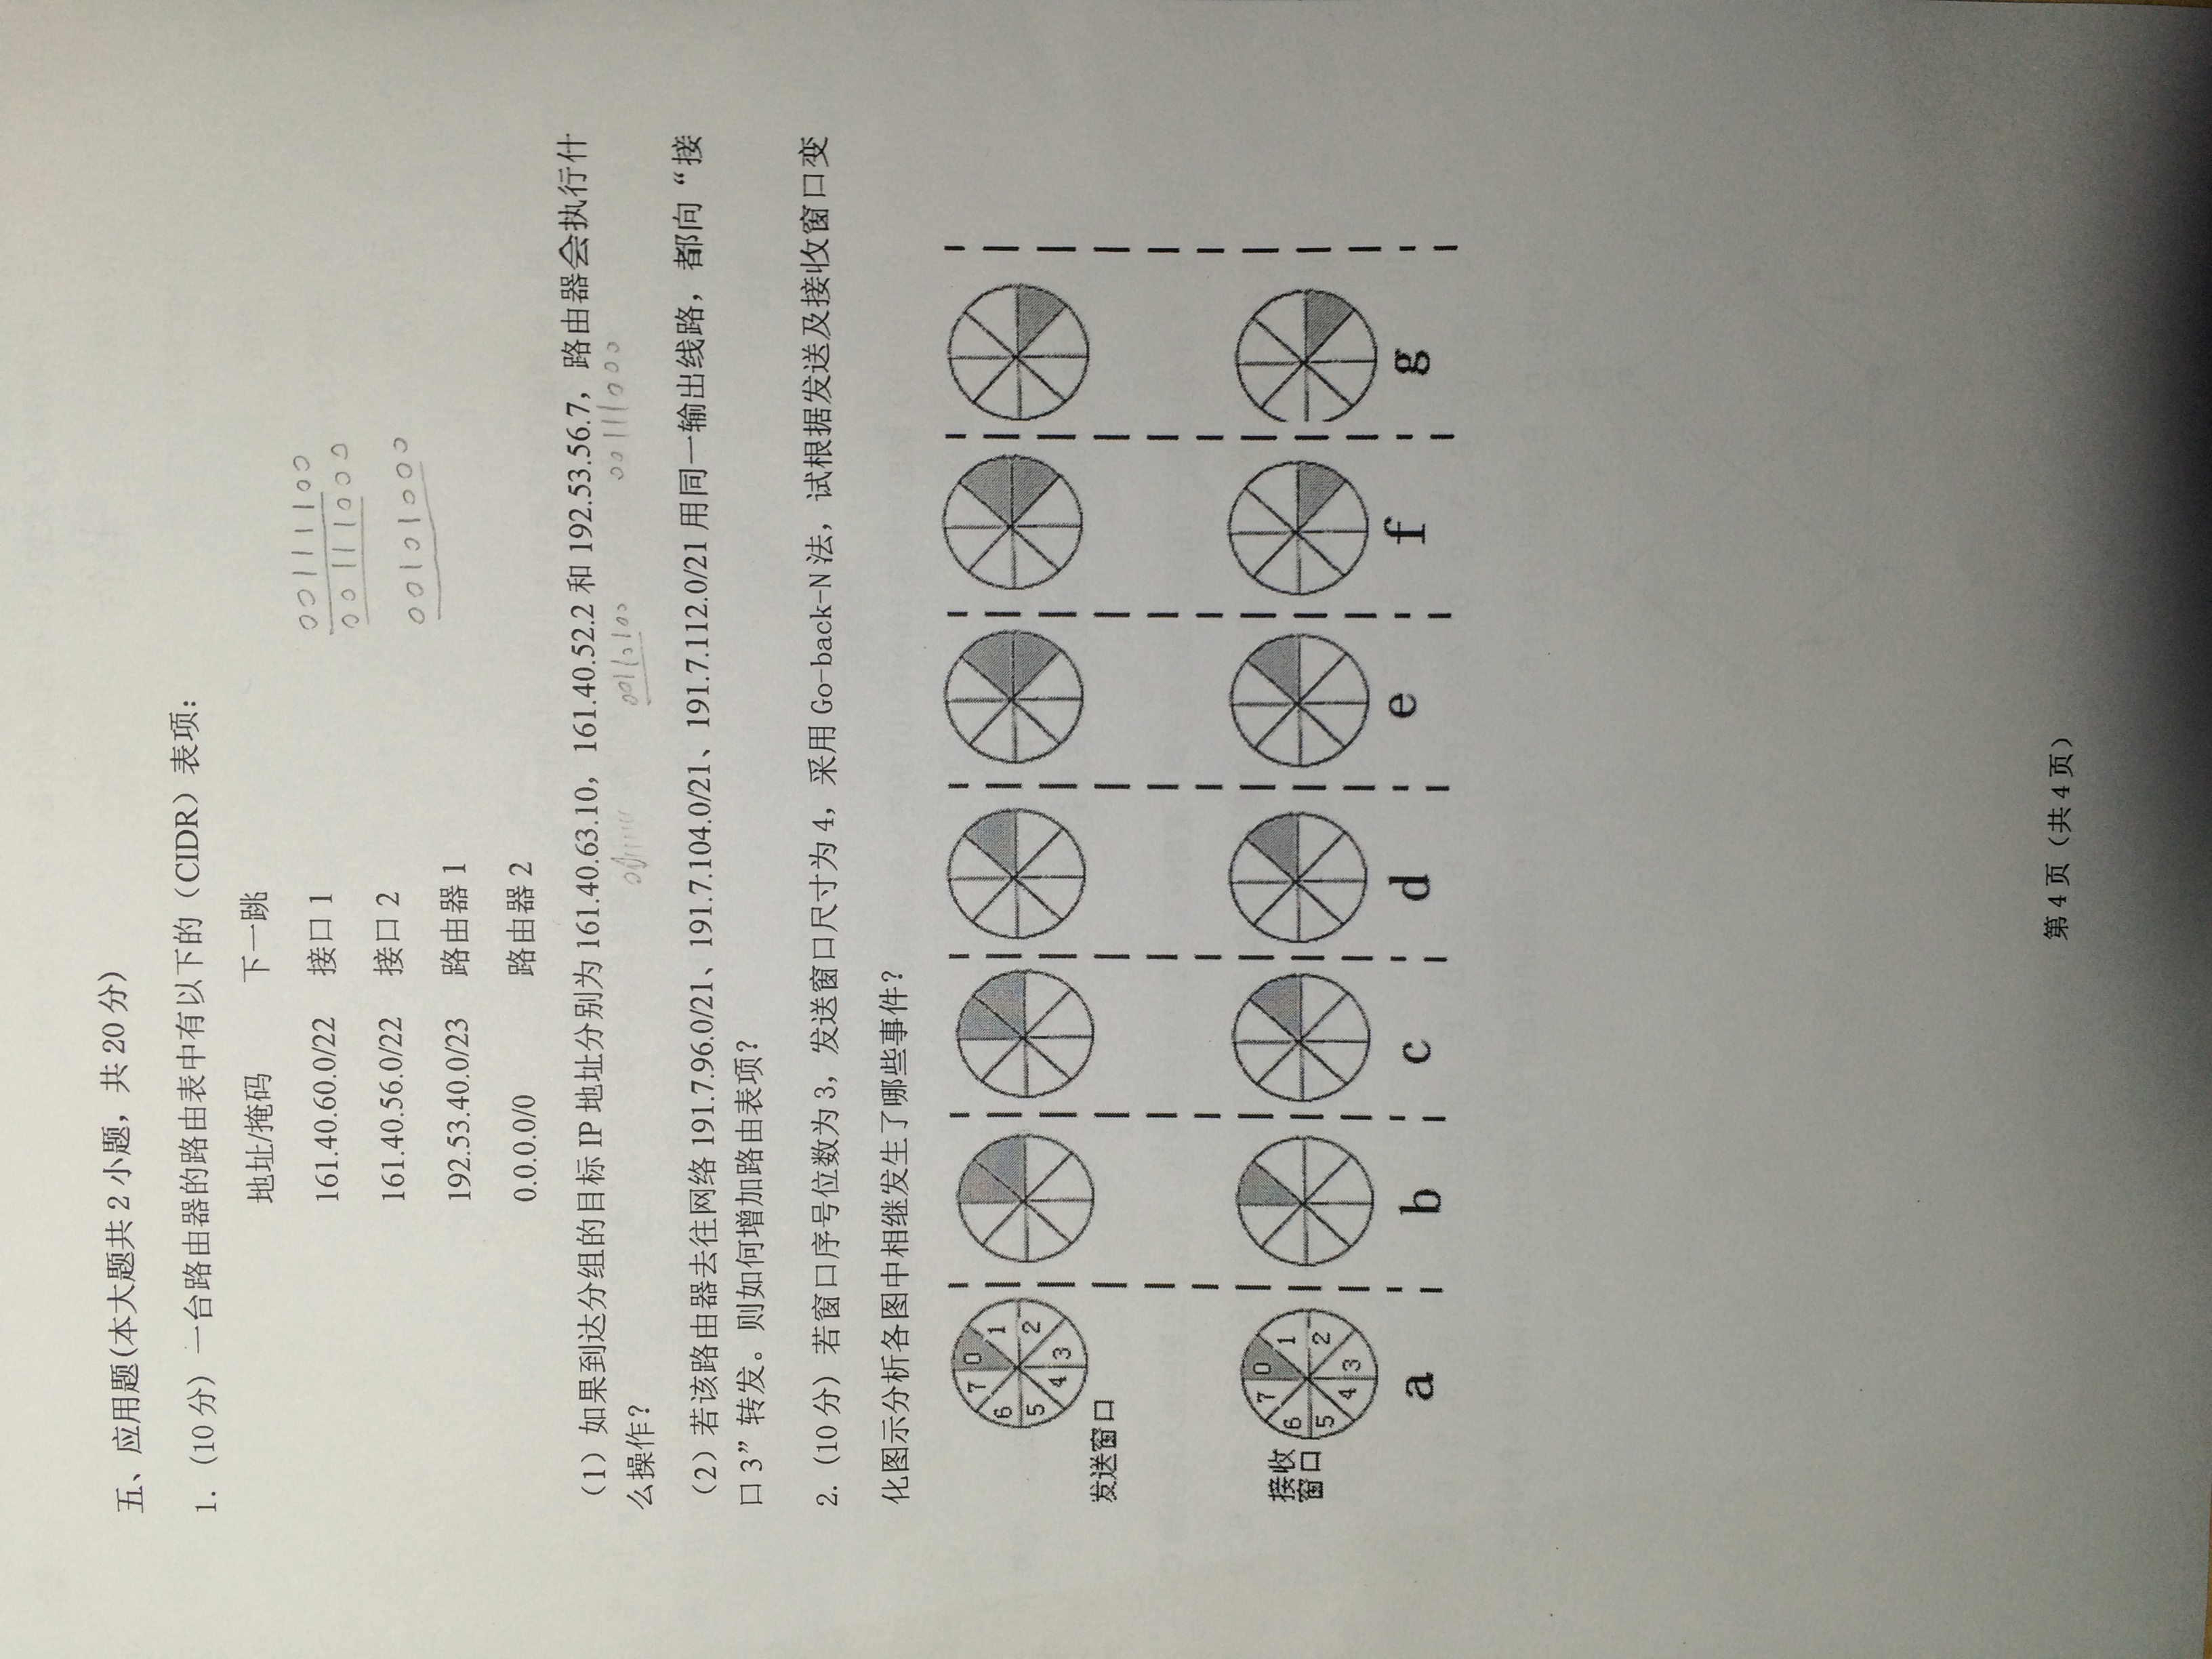 五、应用题(本大题共 2 小题，共 20 分)
1. (10 分) 一台路由器的路由表中有以下的（CIDR）表项：
地址/掩码 下一跳
161.40.60.0/22 接口 1
00111100
161.40.56.0/22 接口 2
00111000
192.53.40.0/23 路由器 1
00101000
0.0.0.0/0 路由器 2
（1）如果到达分组的目标 IP 地址分别为 161.40.63.10，161.40.52.2 和 192.53.56.7，路由器会执行什
00110100 00111000
么操作？
（2）若该路由器去往网络 191.7.96.0/21、191.7.104.0/21、191.7.112.0/21 用同一输出线路，都向“接
口 3”转发。则如何增加路由表项？
2. (10 分) 若窗口序号位数为 3，发送窗口尺寸为 4，采用 Go-back-N 法，试根据发送及接收窗口变
化图示分析各图中相继发生了哪些事件？
7 0
6 1
5 2
4 3
发送窗口
接收
窗口
7 0
6 1
5 2
4 3
a b c d e f g
第 4 页（共 4 页）